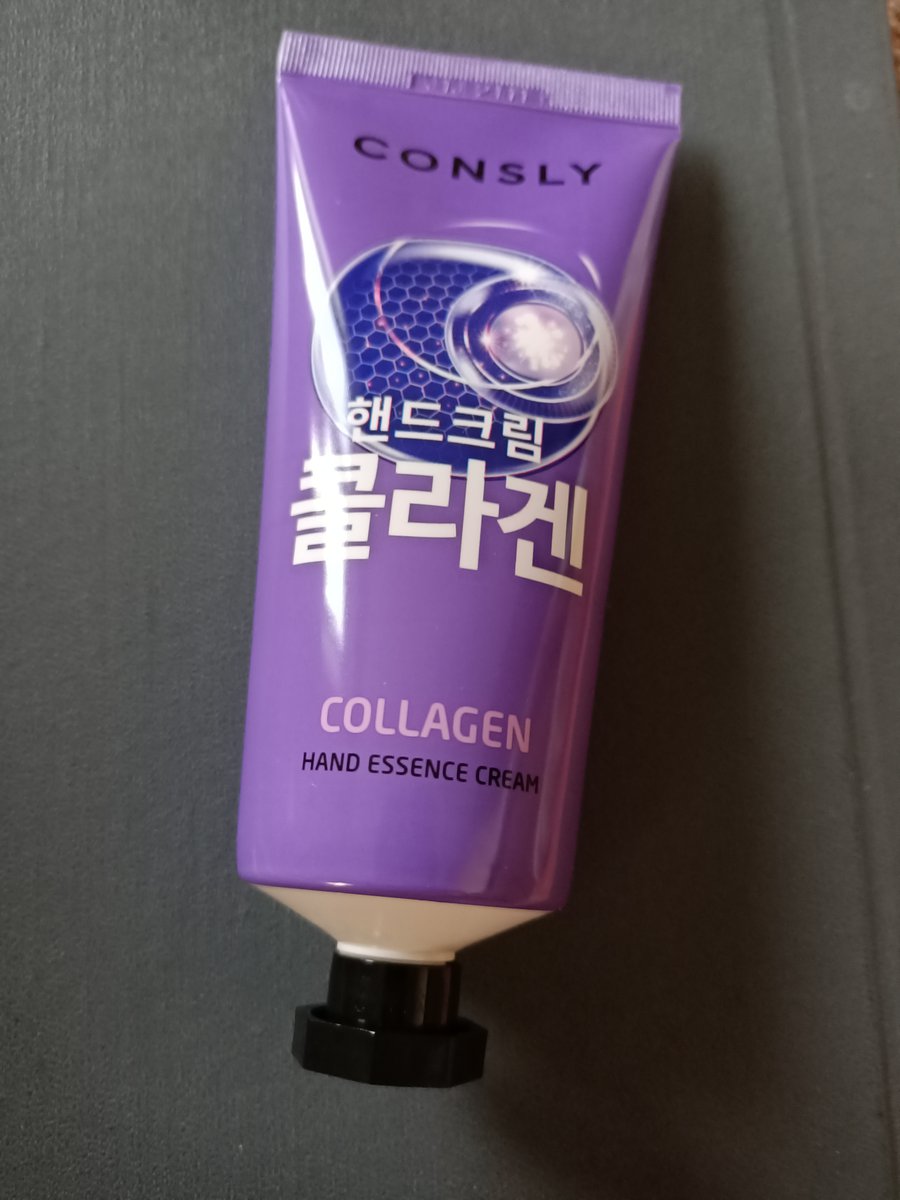 CONSLY
핸드크림
콜라겐
COLLAGEN
HAND ESSENCE CREAM